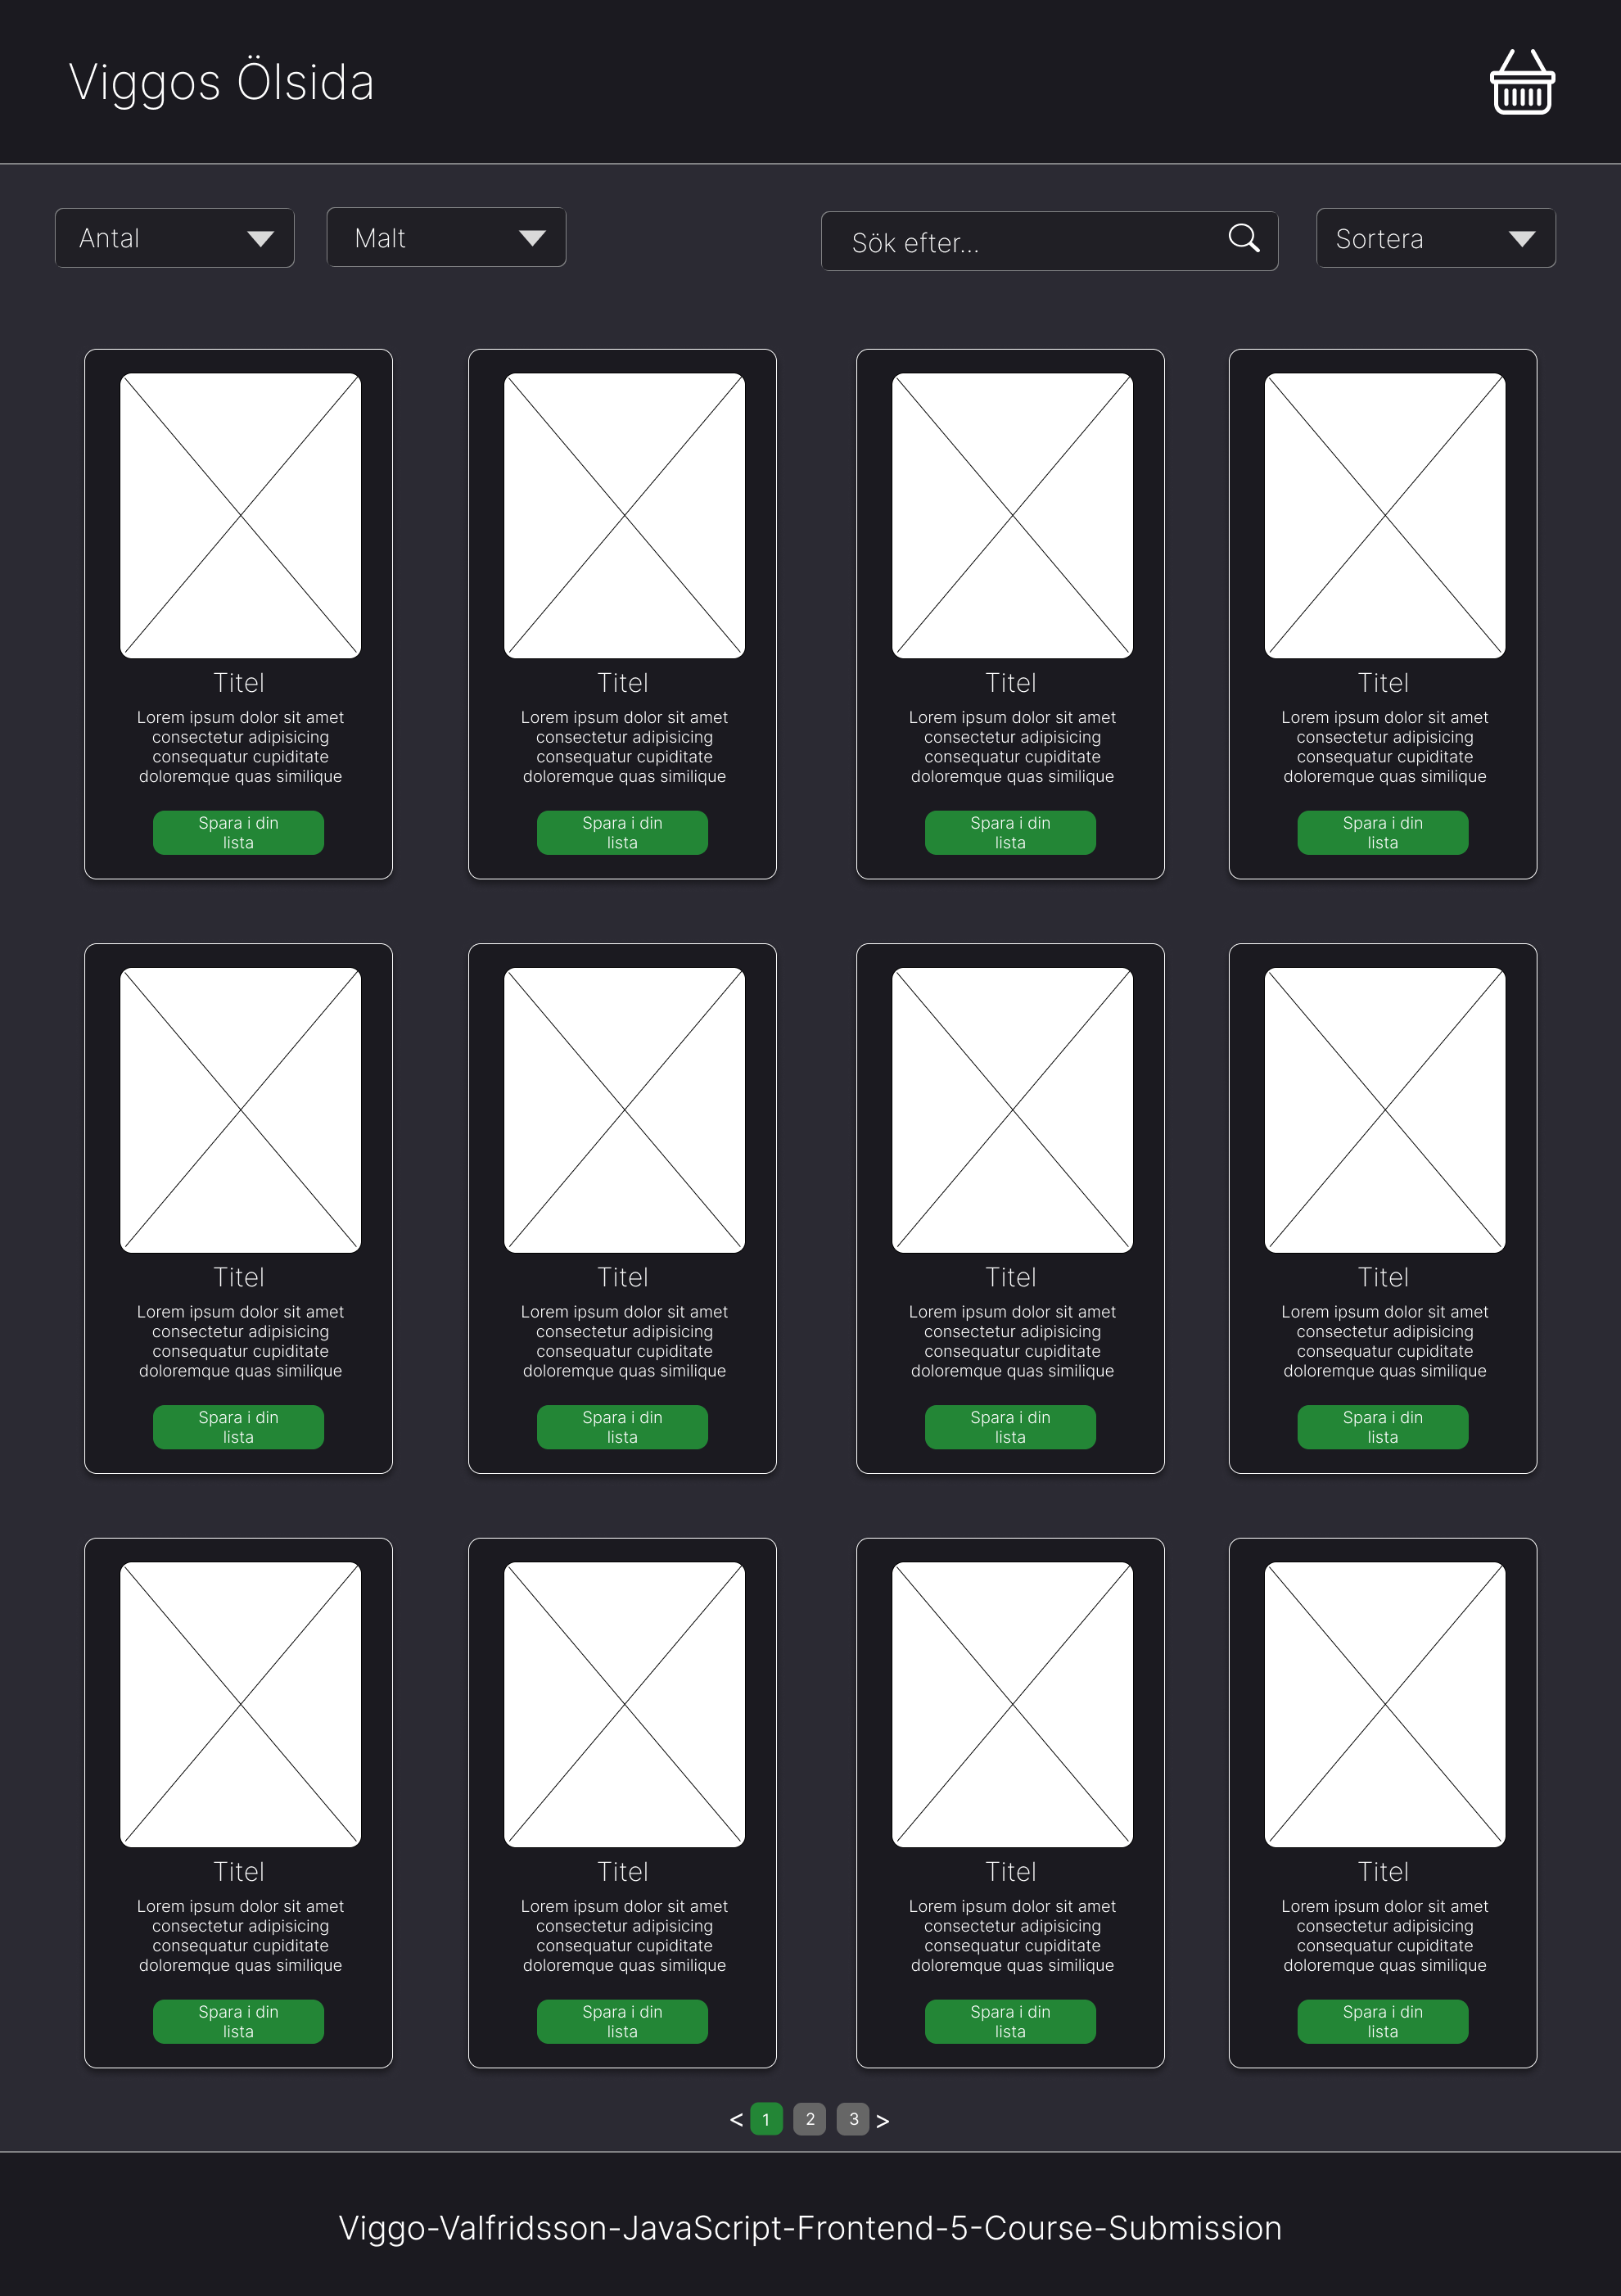 Viggos Ölsida
Antal
Malt
Sök efter...
Sortera
Titel
Lorem ipsum dolor sit amet
consectetur adipisicing
consequatur cupiditate
doloremque quas similique
Spara i din
lista
Titel
Lorem ipsum dolor sit amet
consectetur adipisicing
consequatur cupiditate
doloremque quas similique
Spara i din
lista
Titel
Lorem ipsum dolor sit amet
consectetur adipisicing
consequatur cupiditate
doloremque quas similique
Spara i din
lista
Titel
Lorem ipsum dolor sit amet
consectetur adipisicing
consequatur cupiditate
doloremque quas similique
Spara i din
lista
Titel
Lorem ipsum dolor sit amet
consectetur adipisicing
consequatur cupiditate
doloremque quas similique
Spara i din
lista
Titel
Lorem ipsum dolor sit amet
consectetur adipisicing
consequatur cupiditate
doloremque quas similique
Spara i din
lista
Titel
Lorem ipsum dolor sit amet
consectetur adipisicing
consequatur cupiditate
doloremque quas similique
Spara i din
lista
Titel
Lorem ipsum dolor sit amet
consectetur adipisicing
consequatur cupiditate
doloremque quas similique
Spara i din
lista
Titel
Lorem ipsum dolor sit amet
consectetur adipisicing
consequatur cupiditate
doloremque quas similique
Spara i din
lista
Titel
Lorem ipsum dolor sit amet
consectetur adipisicing
consequatur cupiditate
doloremque quas similique
Spara i din
lista
Titel
Lorem ipsum dolor sit amet
consectetur adipisicing
consequatur cupiditate
doloremque quas similique
Spara i din
lista
Titel
Lorem ipsum dolor sit amet
consectetur adipisicing
consequatur cupiditate
doloremque quas similique
Spara i din
lista
< 1 2 3 >
Viggo-Valfridsson-JavaScript-Frontend-5-Course-Submission